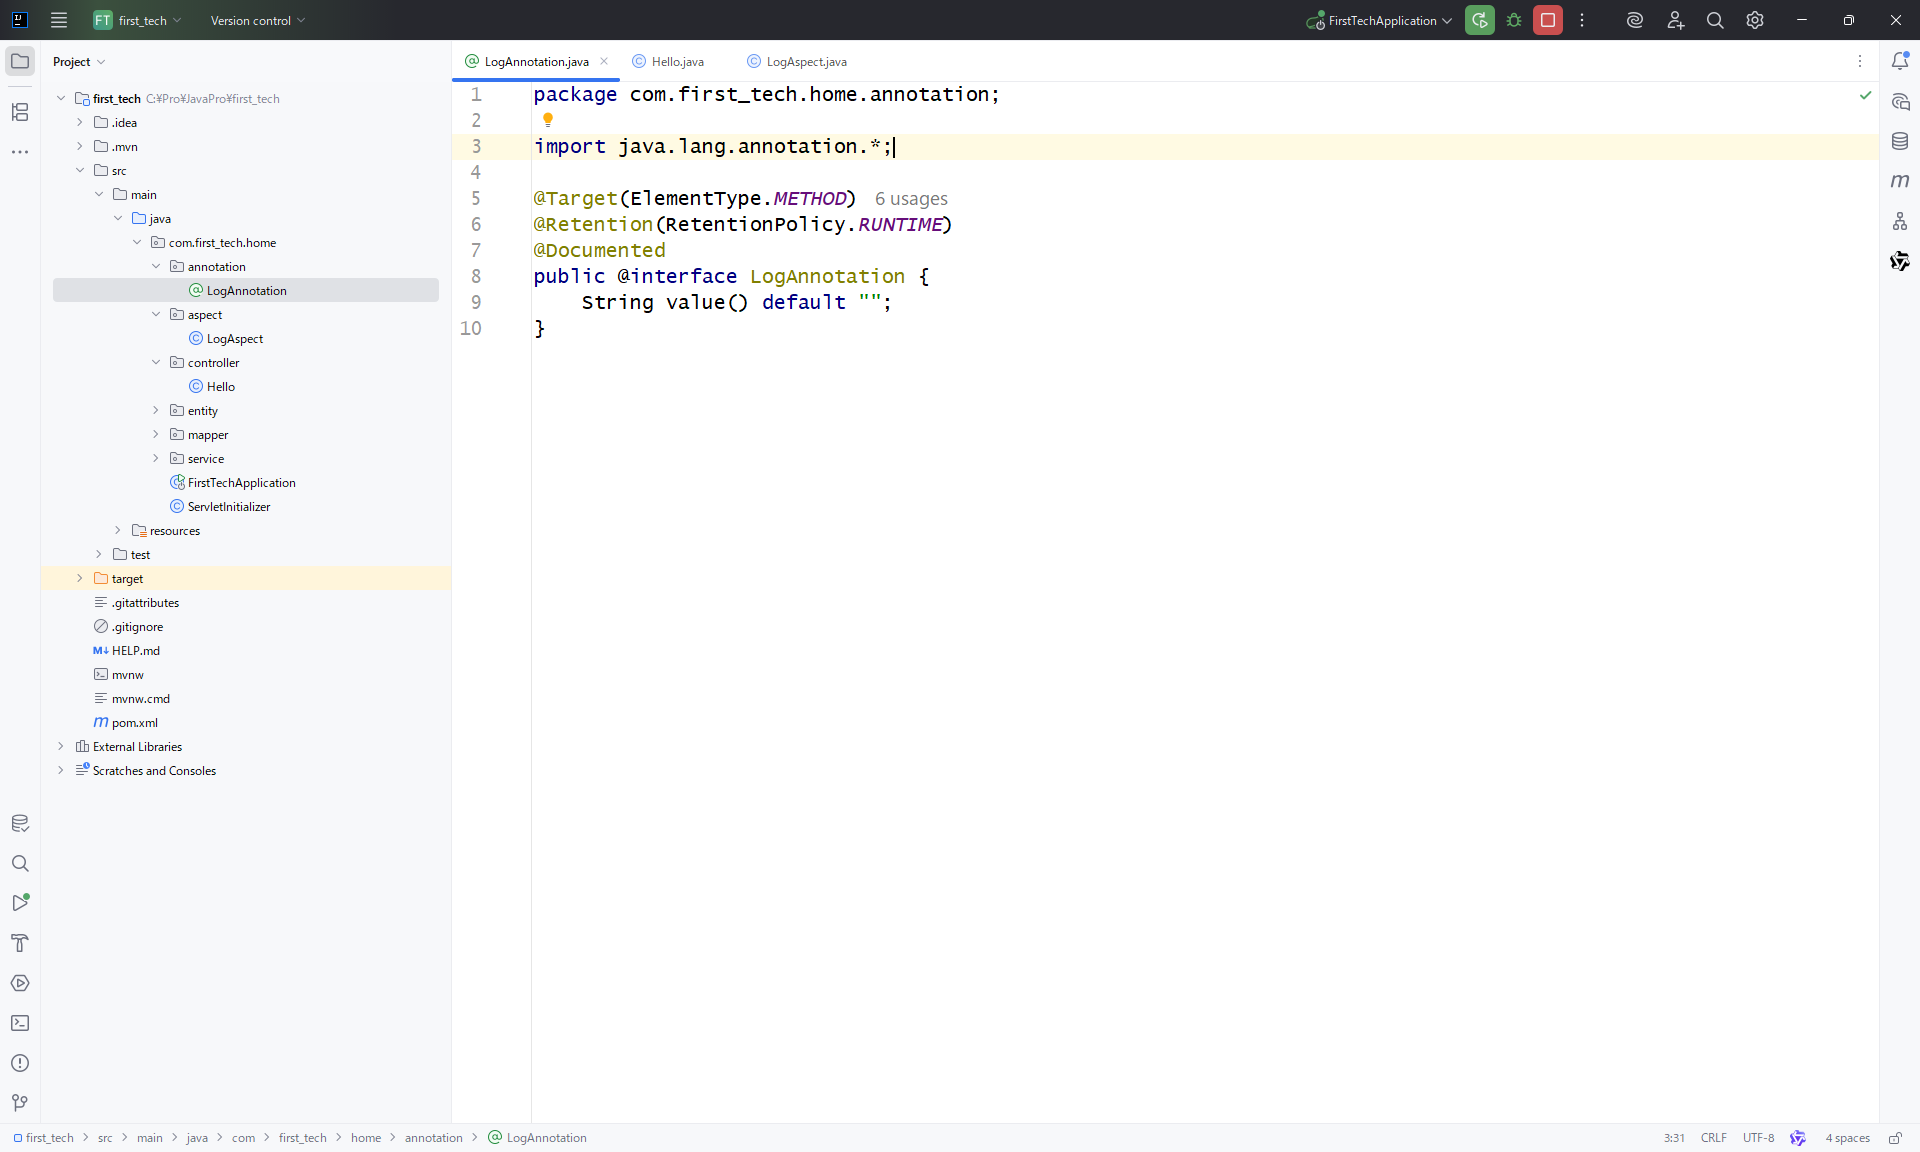 FT first_tech
Version control
FirstTechApplication
Project
LogAnnotation.java
Hello.java
LogAspect.java
first_tech C:¥Pro¥JavaPro¥first_tech
.idea
.mvn
src
main
java
com.first_tech.home
annotation
LogAnnotation
aspect
LogAspect
controller
Hello
entity
mapper
service
FirstTechApplication
ServletInitializer
resources
test
target
.gitattributes
.gitignore
M↓ HELP.md
mvnw
mvnw.cmd
m pom.xml
External Libraries
Scratches and Consoles
1 package com.first_tech.home.annotation;
2
3 import java.lang.annotation.*;
4
5 @Target(ElementType.METHOD) 6 usages
6 @Retention(RetentionPolicy.RUNTIME)
7 @Documented
8 public @interface LogAnnotation {
9 String value() default "";
10 }
first_tech > src > main > java > com > first_tech > home > annotation > LogAnnotation
3:31 CRLF UTF-8 4 spaces